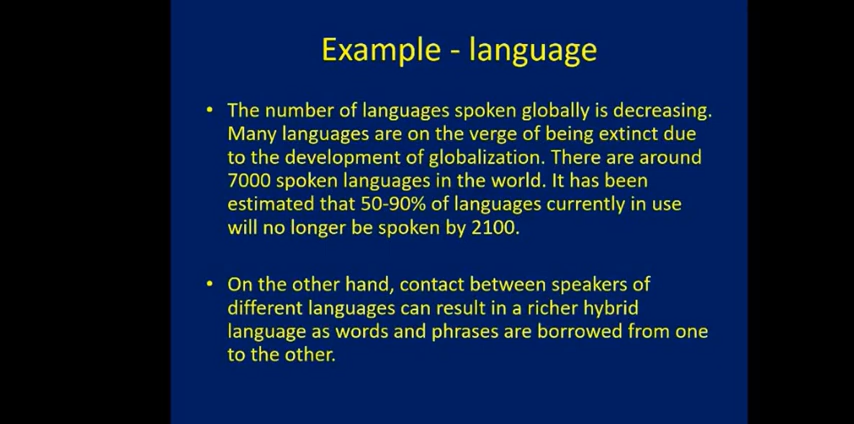 Example - language
• The number of languages spoken globally is decreasing.
Many languages are on the verge of being extinct due
to the development of globalization. There are around
7000 spoken languages in the world. It has been
estimated that 50-90% of languages currently in use
will no longer be spoken by 2100.
• On the other hand, contact between speakers of
different languages can result in a richer hybrid
language as words and phrases are borrowed from one
to the other.